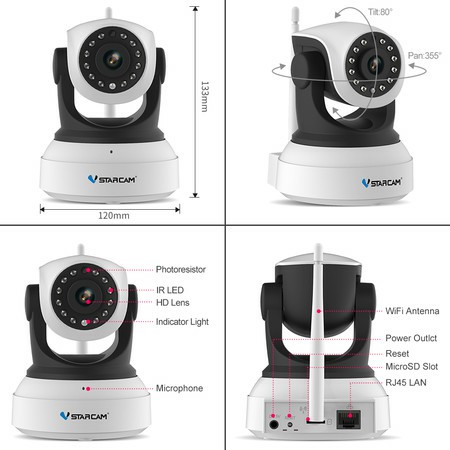 133mm
VSTARCAM
120mm
Tilt:80°
Pan:355°
VSTARCAM
Photoresistor
IR LED
HD Lens
Indicator Light
Microphone
VSTARCAM
WiFi Antenna
Power Outlct
Reset
MicroSD Slot
RJ45 LAN